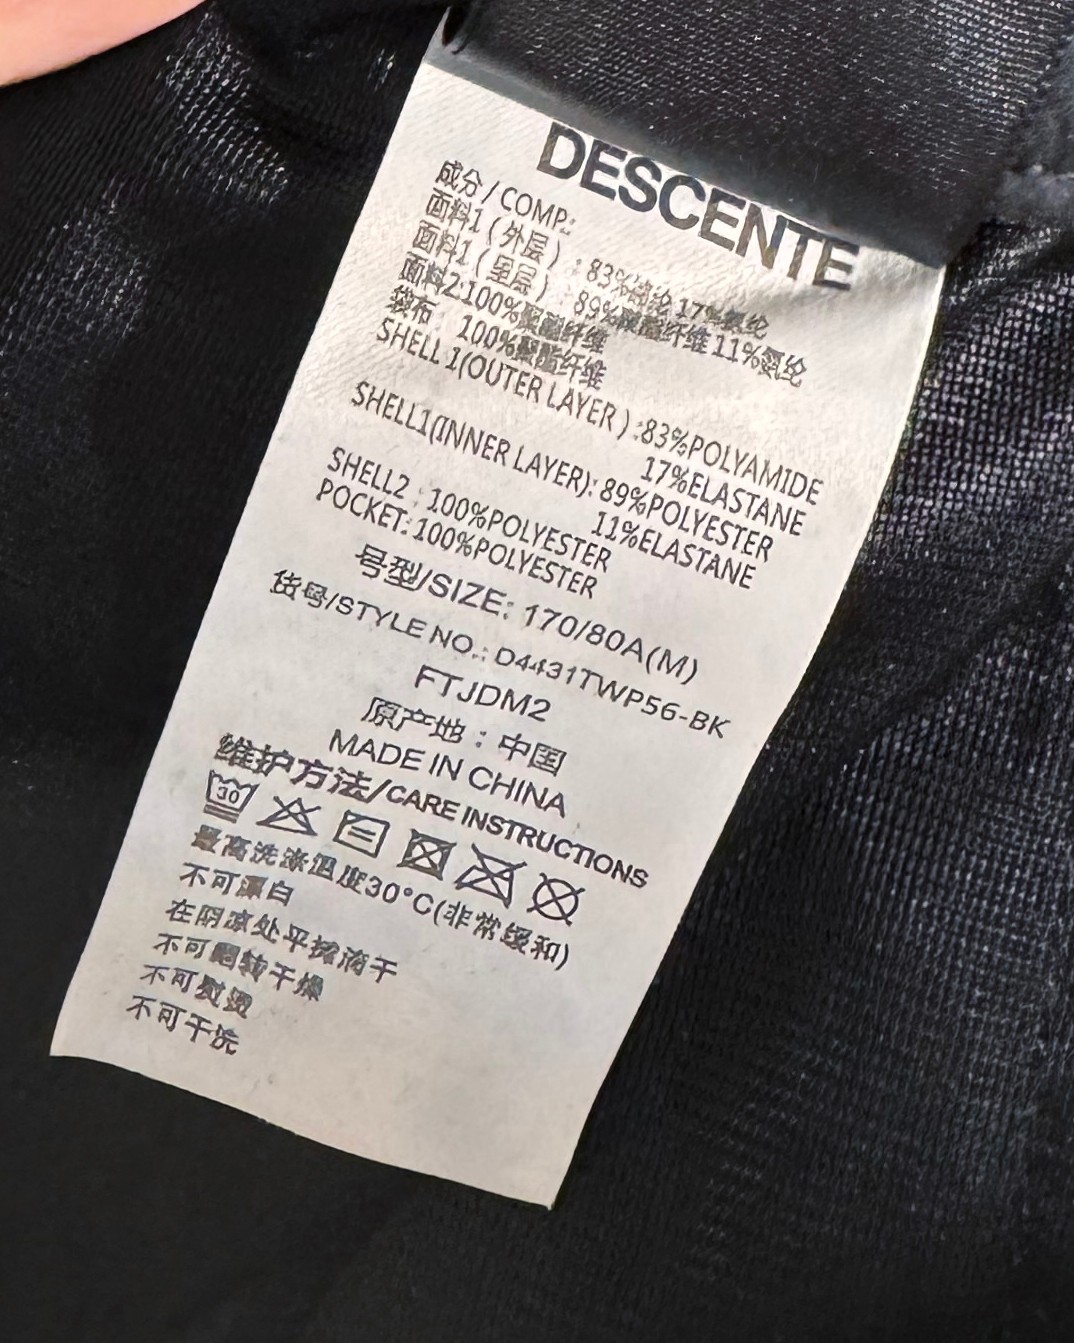 DESCENTE
成分/COMP:
面料1(外层):83%锦纶 17%氨纶
面料1(里层):89%聚酯纤维 11%氨纶
面料2:100%聚酯纤维
袋布 100%聚酯纤维
SHELL 1(OUTER LAYER):83%POLYAMIDE
17%ELASTANE
SHELL1(INNER LAYER):89%POLYESTER
11%ELASTANE
SHELL2:100%POLYESTER
POCKET:100%POLYESTER
号型/SIZE: 170/80A(M)
货号/STYLE NO.: D4431TWP56-BK
FTJDM2
原产地:中国
MADE IN CHINA
维护方法/CARE INSTRUCTIONS
30
最高洗涤温度30°C(非常缓和)
不可漂白
在阴凉处平摊滴干
不可翻转干燥
不可熨烫
不可干洗